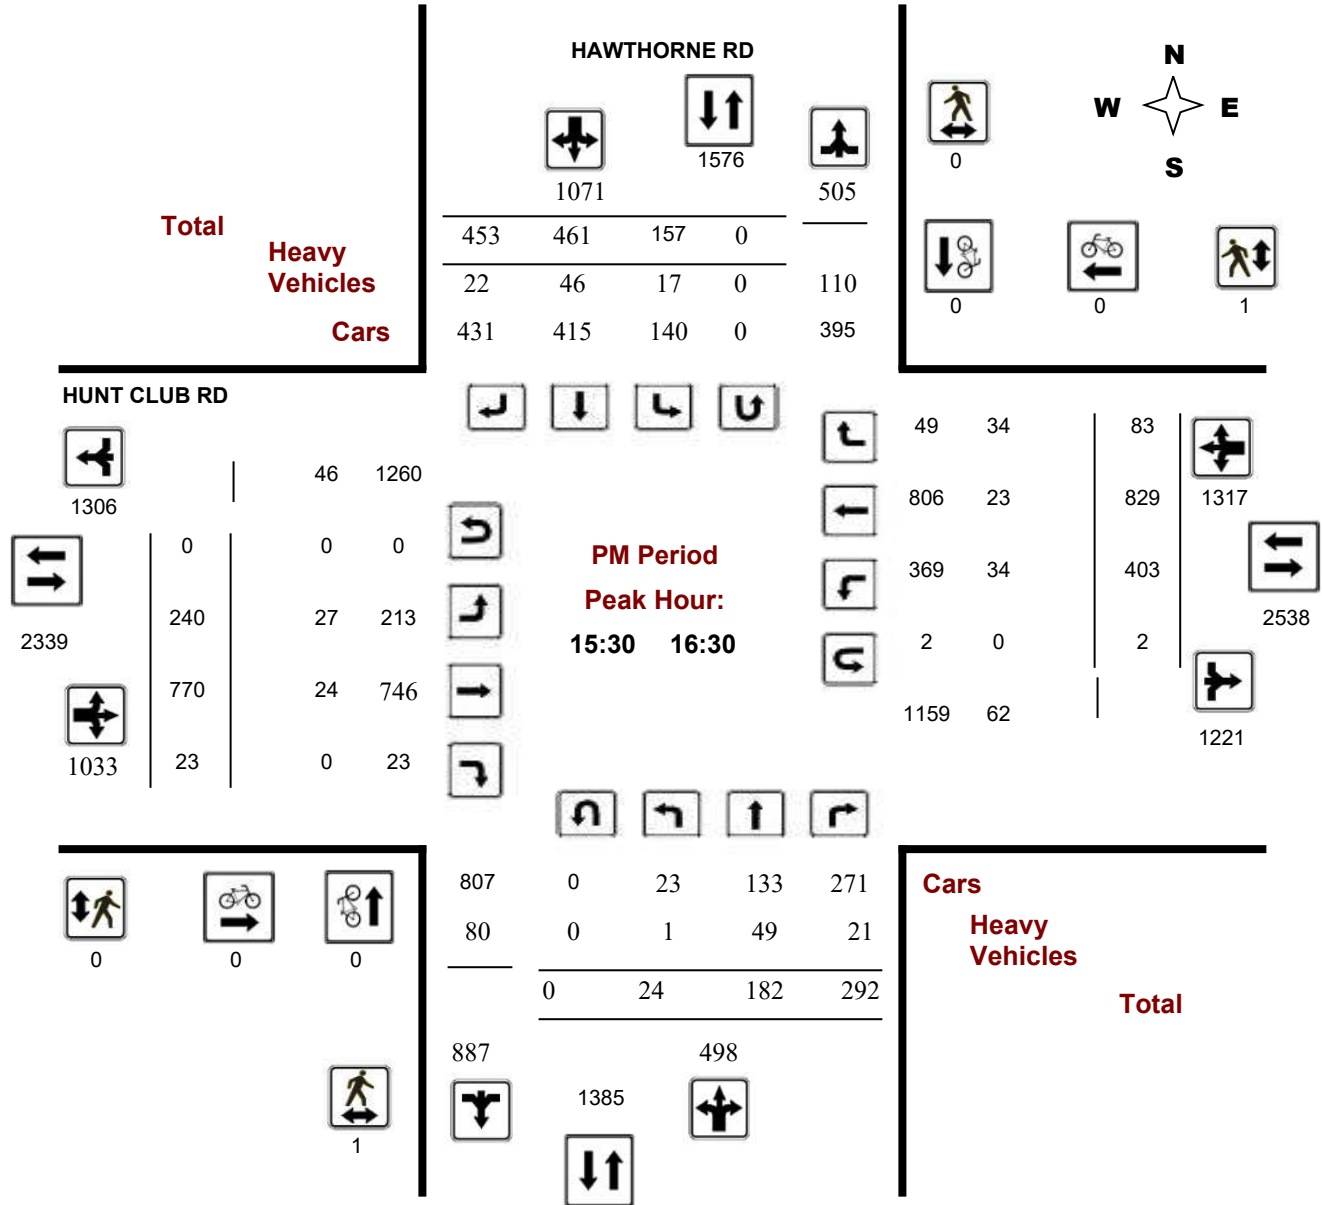 HAWTHORNE RD
N
W E
S
1576
0
1071 505
Total 453 461 157 0
Heavy
Vehicles 22 46 17 0 110
0 0 1
Cars 431 415 140 0 395
HUNT CLUB RD
49 34 83
46 1260
1306
806 23 829 1317
0 0 0
PM Period
369 34 403
Peak Hour:
240 27 213
2538
2339
15:30 16:30
2 0 2
770 24 746
1159 62
1221
1033 23 0 23
807 0 23 133 271 Cars
80 0 1 49 21 Heavy
Vehicles
0 0 0
0 24 182 292
Total
887 498
1385
1